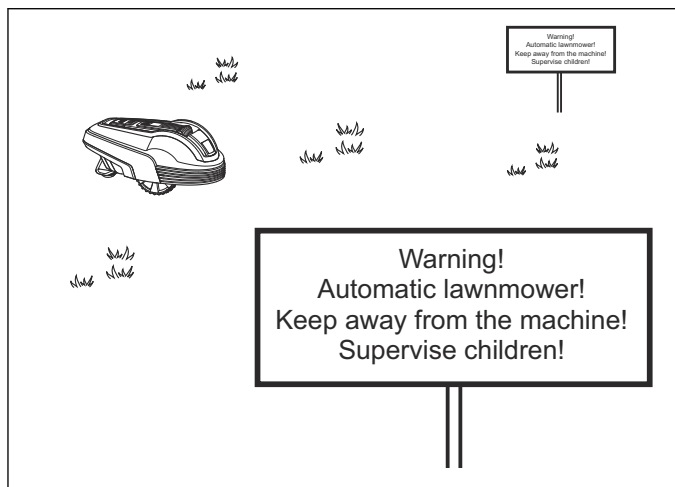 Warning!
Automatic lawnmower!
Keep away from the machine!
Supervise children!
Warning!
Automatic lawnmower!
Keep away from the machine!
Supervise children!